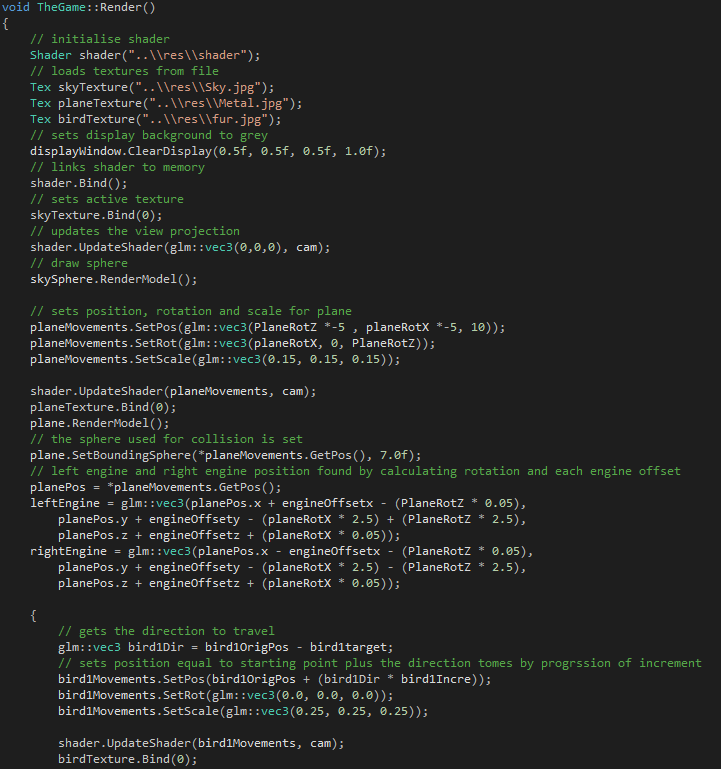 void TheGame::Render()
{
// initialise shader
Shader shader("..\\res\\shader");
// loads textures from file
Tex skyTexture("..\\res\\Sky.jpg");
Tex planeTexture("..\\res\\Metal.jpg");
Tex birdTexture("..\\res\\fur.jpg");
// sets display background to grey
displayWindow.ClearDisplay(0.5f, 0.5f, 0.5f, 1.0f);
// links shader to memory
shader.Bind();
// sets active texture
skyTexture.Bind(0);
// updates the view projection
shader.UpdateShader(glm::vec3(0,0,0), cam);
// draw sphere
skySphere.RenderModel();
// sets position, rotation and scale for plane
planeMovements.SetPos(glm::vec3(PlaneRotZ *-5 , planeRotX *-5, 10));
planeMovements.SetRot(glm::vec3(planeRotX, 0, PlaneRotZ));
planeMovements.SetScale(glm::vec3(0.15, 0.15, 0.15));
shader.UpdateShader(planeMovements, cam);
planeTexture.Bind(0);
plane.RenderModel();
// the sphere used for collision is set
plane.SetBoundingSphere(*planeMovements.GetPos(), 7.0f);
// left engine and right engine position found by calculating rotation and each engine offset
planePos = *planeMovements.GetPos();
leftEngine = glm::vec3(planePos.x + engineOffsetx - (PlaneRotZ * 0.05),
planePos.y + engineOffsety - (planeRotX * 2.5) + (PlaneRotZ * 2.5),
planePos.z + engineOffsetz + (planeRotX * 0.05));
rightEngine = glm::vec3(planePos.x - engineOffsetx - (PlaneRotZ * 0.05),
planePos.y + engineOffsety - (planeRotX * 2.5) - (PlaneRotZ * 2.5),
planePos.z + engineOffsetz + (planeRotX * 0.05));
{
// gets the direction to travel
glm::vec3 bird1Dir = bird1OrigPos - bird1target;
// sets position equal to starting point plus the direction tomes by progrssion of increment
bird1Movements.SetPos(bird1OrigPos + (bird1Dir * bird1Incre));
bird1Movements.SetRot(glm::vec3(0.0, 0.0, 0.0));
bird1Movements.SetScale(glm::vec3(0.25, 0.25, 0.25));
shader.UpdateShader(bird1Movements, cam);
birdTexture.Bind(0);